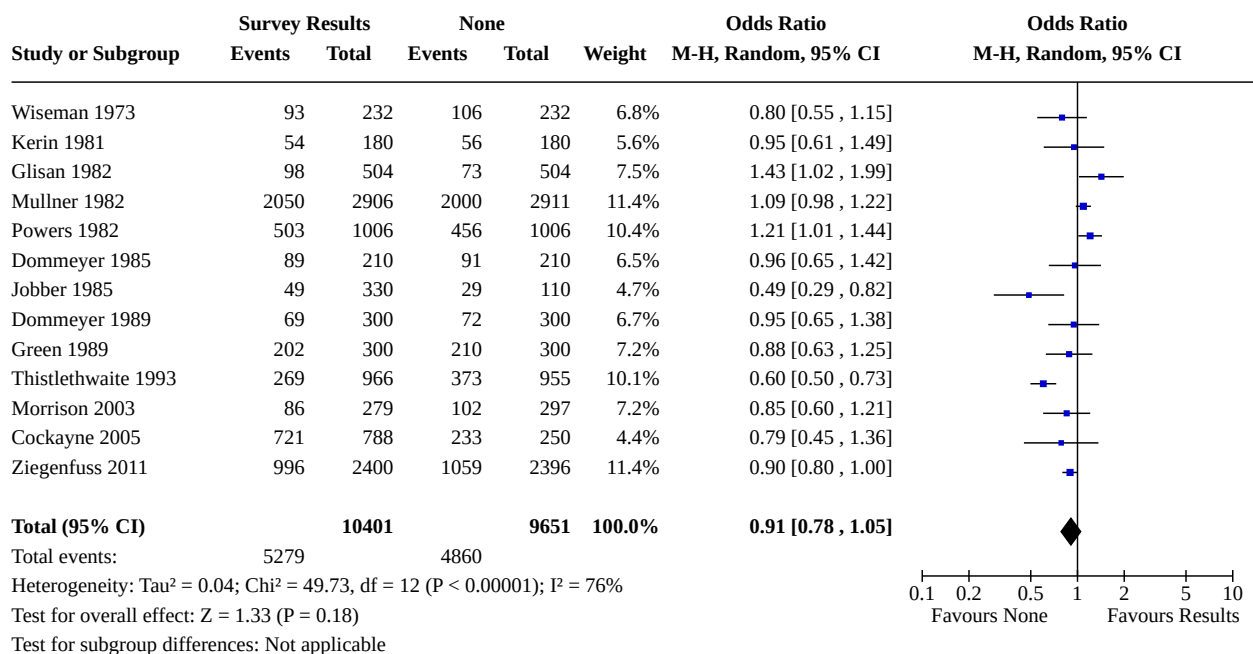 Survey Results None Odds Ratio Odds Ratio
Study or Subgroup Events Total Events Total Weight M-H, Random, 95% CI M-H, Random, 95% CI
Wiseman 1973 93 232 106 232 6.8% 0.80 [0.55 , 1.15]
Kerin 1981 54 180 56 180 5.6% 0.95 [0.61 , 1.49]
Glisan 1982 98 504 73 504 7.5% 1.43 [1.02 , 1.99]
Mullner 1982 2050 2906 2000 2911 11.4% 1.09 [0.98 , 1.22]
Powers 1982 503 1006 456 1006 10.4% 1.21 [1.01 , 1.44]
Dommeyer 1985 89 210 91 210 6.5% 0.96 [0.65 , 1.42]
Jobber 1985 49 330 29 110 4.7% 0.49 [0.29 , 0.82]
Dommeyer 1989 69 300 72 300 6.7% 0.95 [0.65 , 1.38]
Green 1989 202 300 210 300 7.2% 0.88 [0.63 , 1.25]
Thistlethwaite 1993 269 966 373 955 10.1% 0.60 [0.50 , 0.73]
Morrison 2003 86 279 102 297 7.2% 0.85 [0.60 , 1.21]
Cockayne 2005 721 788 233 250 4.4% 0.79 [0.45 , 1.36]
Ziegenfuss 2011 996 2400 1059 2396 11.4% 0.90 [0.80 , 1.00]
Total (95% CI) 10401 9651 100.0% 0.91 [0.78 , 1.05]
Total events: 5279 4860
Heterogeneity: Tau² = 0.04; Chi² = 49.73, df = 12 (P < 0.00001); I² = 76%
0.1 0.2 0.5 1 2 5 10
Test for overall effect: Z = 1.33 (P = 0.18) Favours None Favours Results
Test for subgroup differences: Not applicable